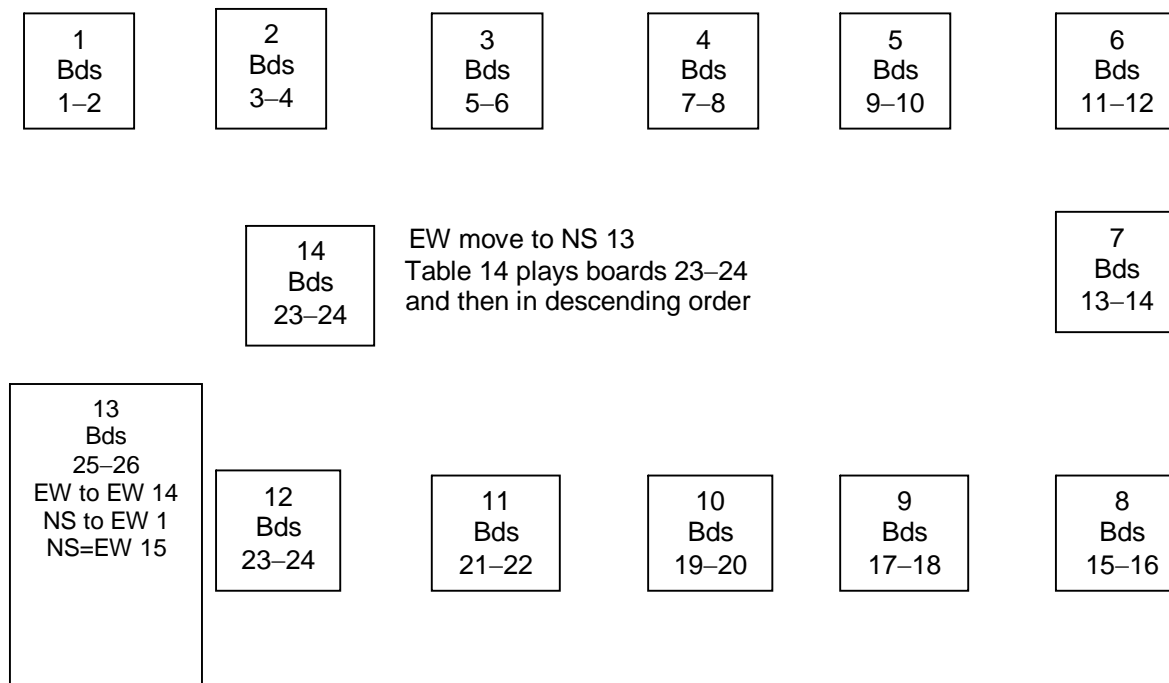 1
Bds
1–2
2
Bds
3–4
3
Bds
5–6
4
Bds
7–8
5
Bds
9–10
6
Bds
11–12
14
Bds
23–24
EW move to NS 13
Table 14 plays boards 23–24
and then in descending order
7
Bds
13–14
13
Bds
25–26
EW to EW 14
NS to EW 1
NS=EW 15
12
Bds
23–24
11
Bds
21–22
10
Bds
19–20
9
Bds
17–18
8
Bds
15–16